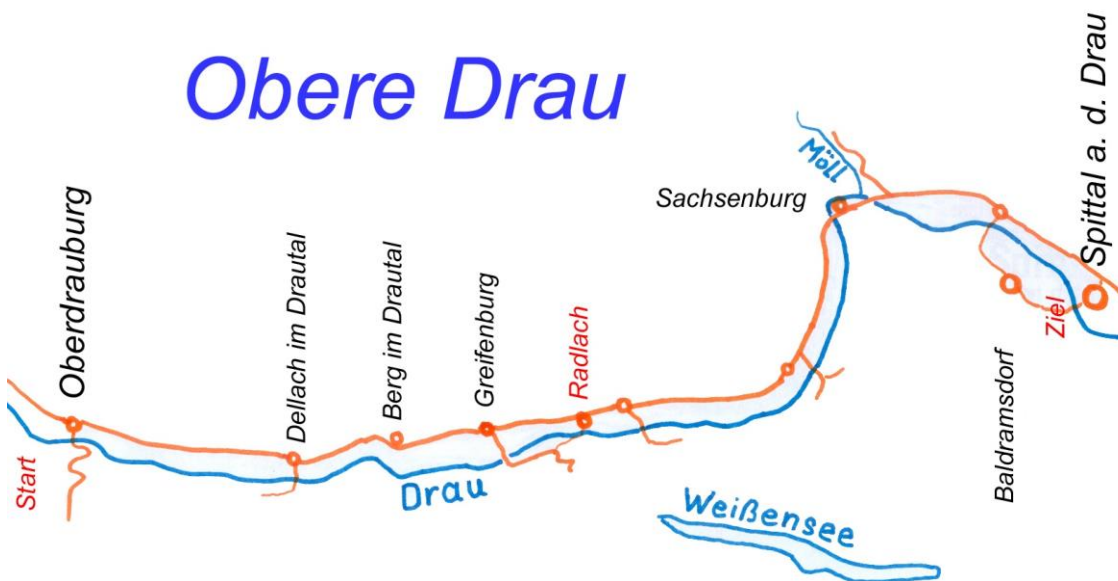 Obere Drau
Spittal a. d. Drau
Möll
Sachsenburg
Oberdrauburg
Dellach im Drautal
Berg im Drautal
Greifenburg
Radlach
Ziel
Baldramsdorf
Start
Drau
Weißensee